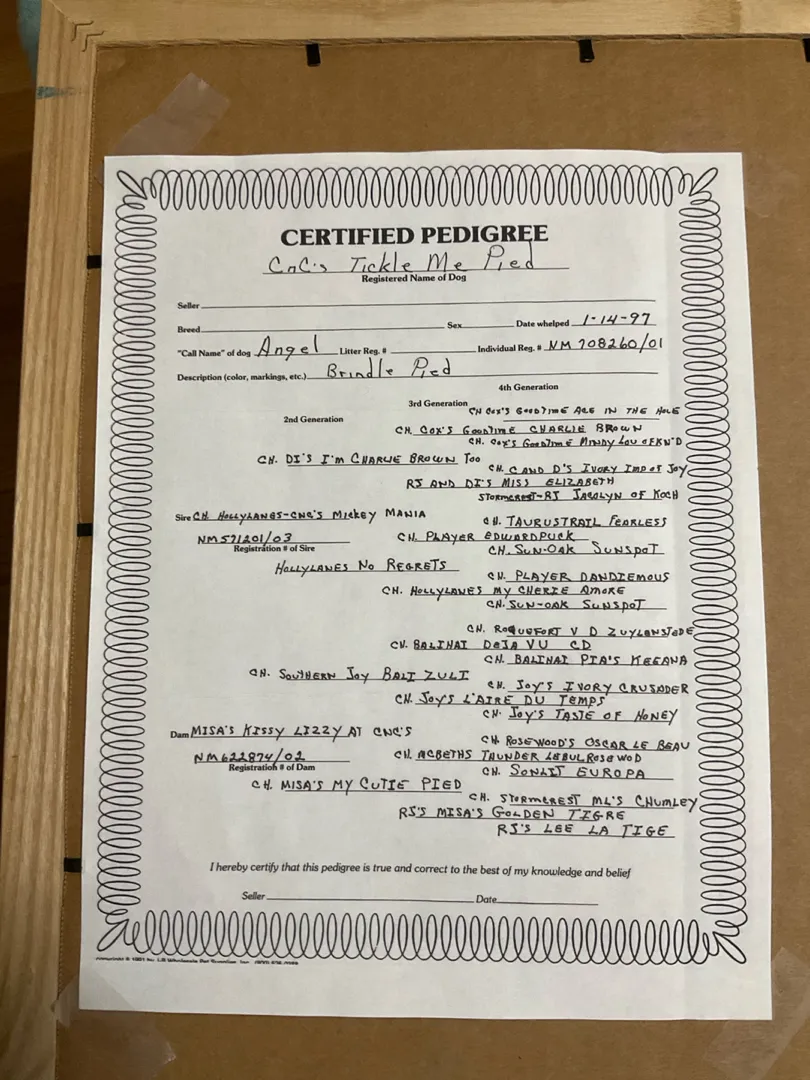 CERTIFIED PEDIGREE
CnC's Tickle Me Pied
Registered Name of Dog
Seller
Breed Sex Date whelped 1-14-97
"Call Name" of dog Angel Litter Reg. # Individual Reg. # NM 708260/01
Description (color, markings, etc.) Brindle Pied
4th Generation
3rd Generation CH COX'S GOODTIME ACE IN THE HOLE
2nd Generation CH. COX'S GOODTIME CHARLIE BROWN
CH. COX'S GOODTIME MINDY LOU OFKN'D
CH. DI'S I'M CHARLIE BROWN TOO
CH. C AND D'S IVORY IMP OF JOY
RJ AND DI'S MISS ELIZABETH
STORMCREST-RJ JACALYN OF KOCH
Sire CH. HOLLYLANES-CNC'S MICKEY MANIA
CH. TAURUSTRAIL FEARLESS
NM571201/03 CH. PLAYER EDWARDPUCK
Registration # of Sire CH. SUN-OAK SUNSPOT
HOLLYLANES NO REGRETS
CH. PLAYER DANDIEMOUS
CH. HOLLYLANES MY CHERIE AMORE
CH. SUN-OAK SUNSPOT
CH. ROQUEFORT V D ZUYLENSTEDE
CH. BALIHAI DEJA VU CD
CH. BALIHAI PIA'S KEEANA
CH. SOUTHERN JOY BALI ZULI
CH. JOY'S IVORY CRUSADER
CH. JOY'S L'AIRE DU TEMPS
CH. JOY'S TASTE OF HONEY
Dam MISA'S KISSY LIZZY AT CNC'S
CH. ROSEWOOD'S OSCAR LE BEAU
NM622874/02 CH. MCBETHS THUNDER LEBUL ROSEWOD
Registration # of Dam CH. SONLIT EUROPA
CH. MISA'S MY CUTIE PIED
CH. STORMCREST ML'S CHUMLEY
RJ'S MISA'S GOLDEN TIGRE
RJ'S LEE LA TIGE
I hereby certify that this pedigree is true and correct to the best of my knowledge and belief
Seller Date